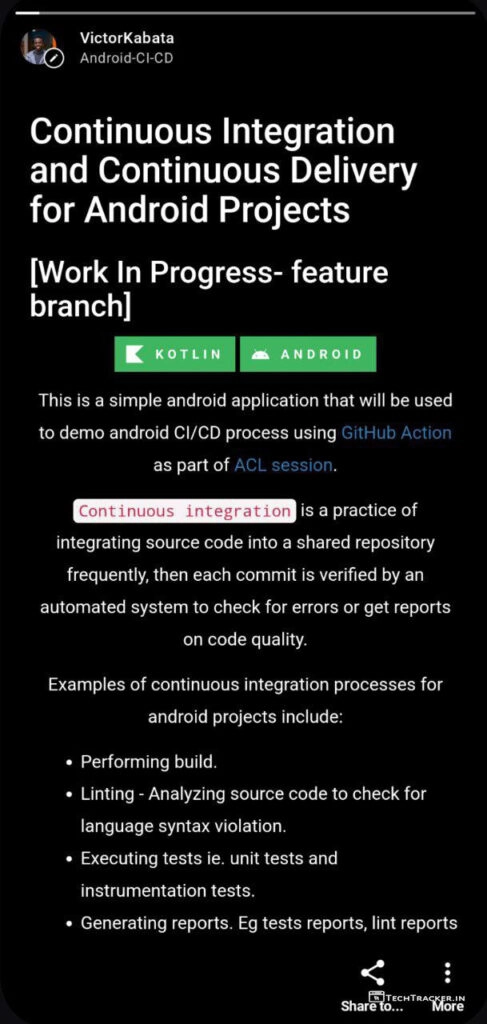 VictorKabata
Android-CI-CD
Continuous Integration
and Continuous Delivery
for Android Projects
[Work In Progress- feature
branch]
KOTLIN ANDROID
This is a simple android application that will be used
to demo android CI/CD process using GitHub Action
as part of ACL session.
Continuous integration is a practice of
integrating source code into a shared repository
frequently, then each commit is verified by an
automated system to check for errors or get reports
on code quality.
Examples of continuous integration processes for
android projects include:
• Performing build.
• Linting - Analyzing source code to check for
language syntax violation.
• Executing tests ie. unit tests and
instrumentation tests.
• Generating reports. Eg tests reports, lint reports
TECHTRACKER.IN
Share to... More